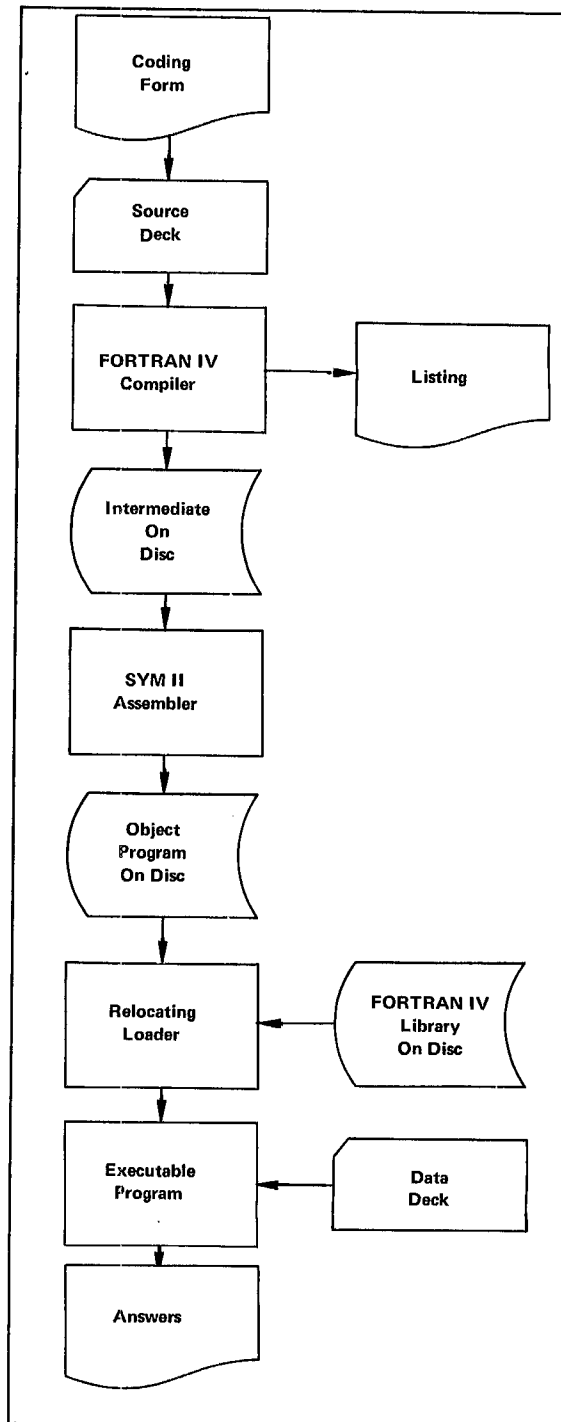 Coding
Form
Source
Deck
FORTRAN IV
Compiler
Listing
Intermediate
On
Disc
SYM II
Assembler
Object
Program
On Disc
Relocating
Loader
FORTRAN IV
Library
On Disc
Executable
Program
Data
Deck
Answers